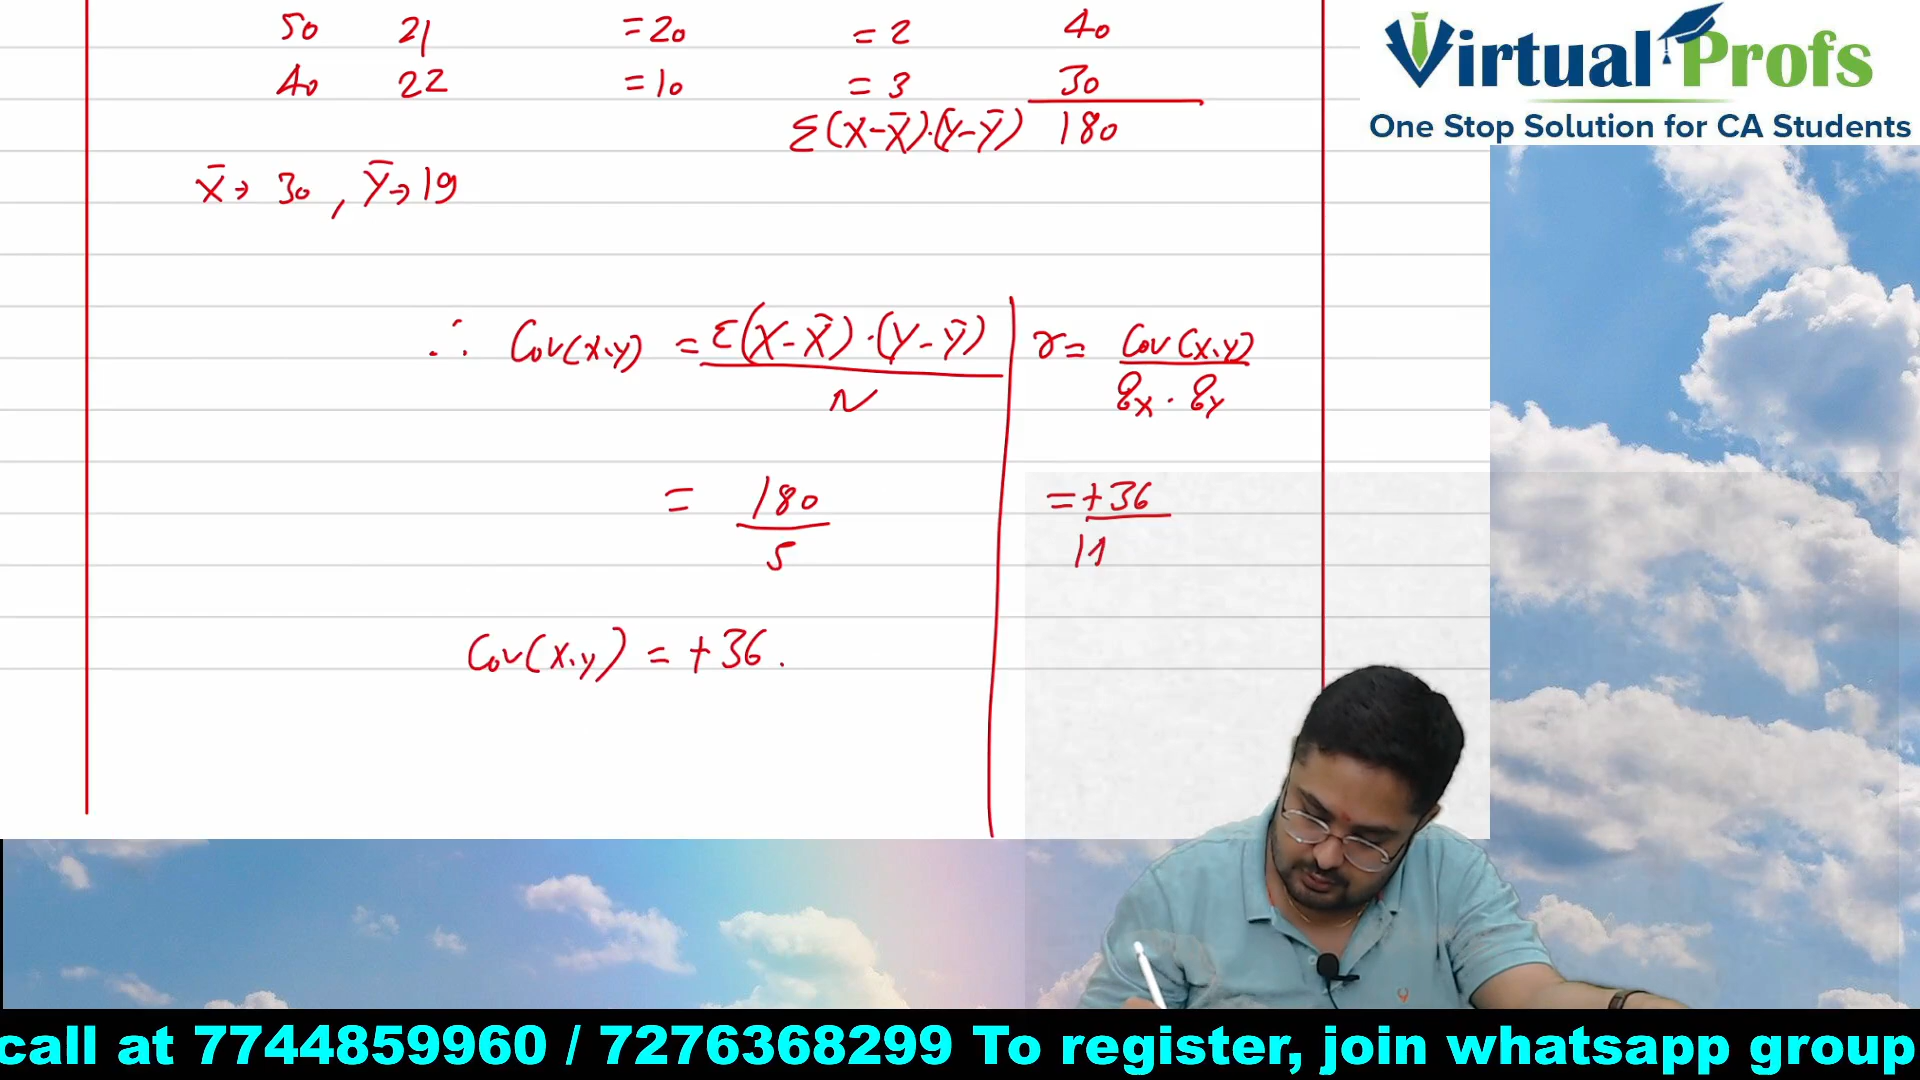 50 21 =20 =2 40
40 22 =10 =3 30
Σ(X-X̄).(Y-Ȳ) 180
X̄→ 30 , Ȳ→19
∴ Cov(x,y) = Σ(X-X̄).(Y-Ȳ) / N
r = Cov(x,y) / σx . σy
= 180 / 5
= +36 / 14
Cov(x,y) = +36.
Virtual Profs
One Stop Solution for CA Students
call at 7744859960 / 7276368299 To register, join whatsapp group